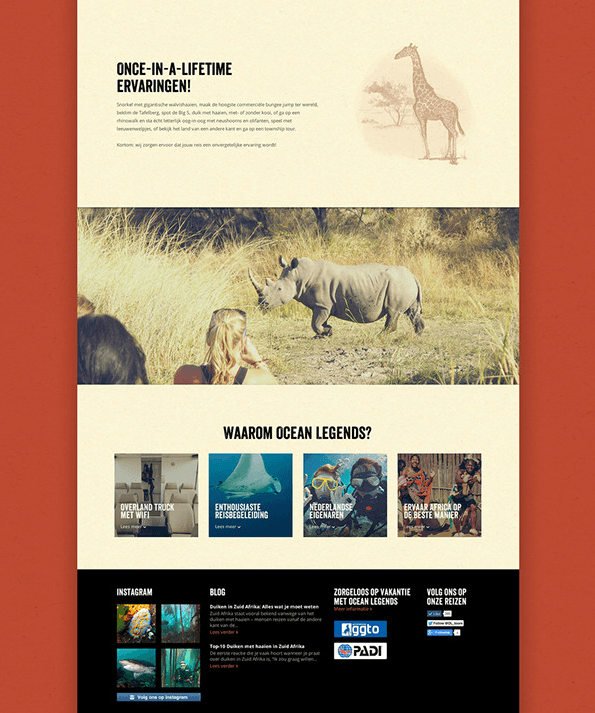 ONCE-IN-A-LIFETIME
ERVARINGEN!
Snorkel met gigantische walvishaaien, maak de hoogste commerciële bungee jump ter wereld,
beklim de Tafelberg, spot de Big 5, duik met haaien, met- of zonder kooi, of ga op een
rhinowalk en sta écht letterlijk oog-in-oog met neushoorns en olifanten, speel met
leeuwenwelpjes, of bekijk het land van een andere kant en ga op een township tour.
Kortom, wij zorgen ervoor dat jouw reis een onvergetelijke ervaring wordt!
WAAROM OCEAN LEGENDS?
OVERLAND TRUCK
MET WIFI
Lees meer
ENTHOUSIASTE
REISBEGELEIDING
Lees meer
NEDERLANDSE
EIGENAREN
Lees meer
ERVAAR AFRICA OP
DE BESTE MANIER
Lees meer
INSTAGRAM
Volg ons op instagram
BLOG
Duiken in Zuid Afrika: Alles wat je moet weten
Zuid Afrika staat vooral bekend vanwege het
duiken met haaien – mensen reizen vanaf de andere
kant van de...
Lees verder »
Top-10 Duiken met haaien in Zuid Afrika
De eerste reactie die je vaak hoort wanneer je praat
over duiken in Zuid Afrika is, "Ik zou graag willen...
Lees verder »
ZORGELOOS OP VAKANTIE
MET OCEAN LEGENDS
Meer informatie »
ggto
PADI
VOLG ONS OP
ONZE REIZEN
Like
Follow @OL_tours
Follow